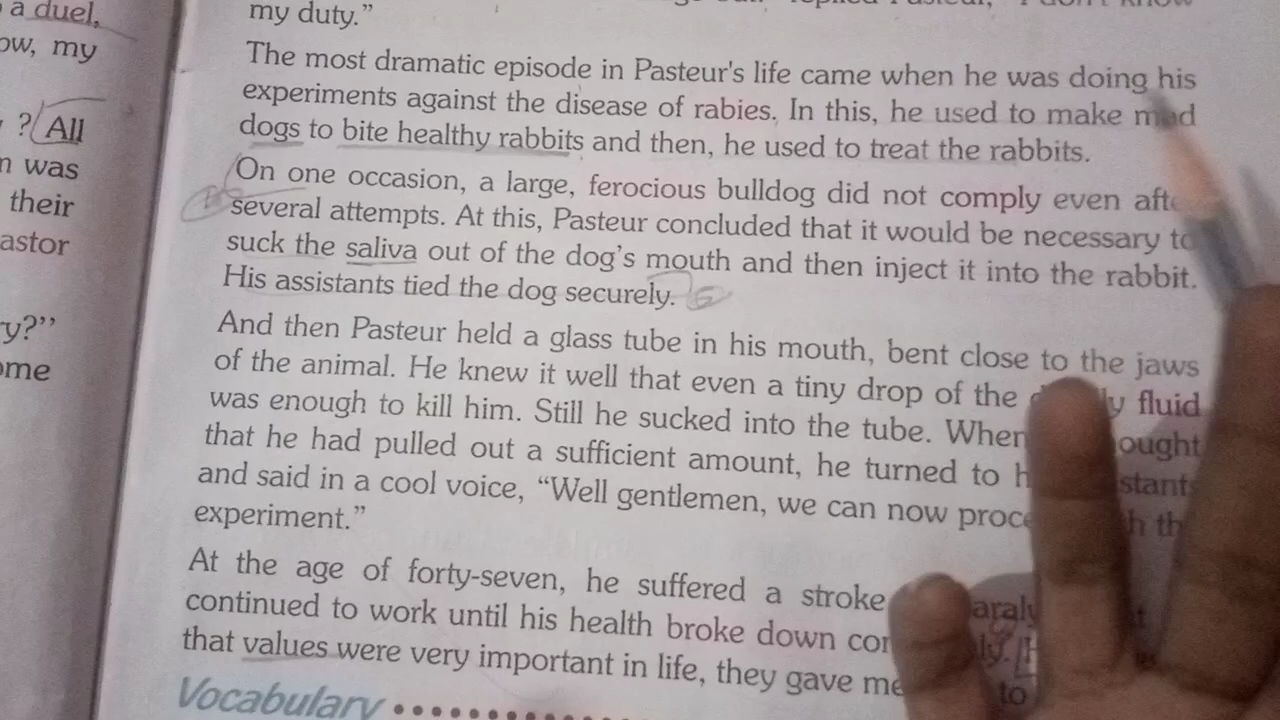 a duel,
ow, my
? All
was
their
astor
ry?”
ome
my duty.”
The most dramatic episode in Pasteur's life came when he was doing his
experiments against the disease of rabies. In this, he used to make mad
dogs to bite healthy rabbits and then, he used to treat the rabbits.
On one occasion, a large, ferocious bulldog did not comply even
several attempts. At this, Pasteur concluded that it would be necessary to
suck the saliva out of the dog's mouth and then inject it into the rabbit.
His assistants tied the dog securely.
And then Pasteur held a glass tube in his mouth, bent close to the jaws
of the animal. He knew it well that even a tiny drop of the fluid
was enough to kill him. Still he sucked into the tube. When
that he had pulled out a sufficient amount, he turned to
and said in a cool voice, “Well gentlemen, we can now
experiment.”
At the age of forty-seven, he suffered a stroke
continued to work until his health broke down
that values were very important in life, they gave to
Vocabulary